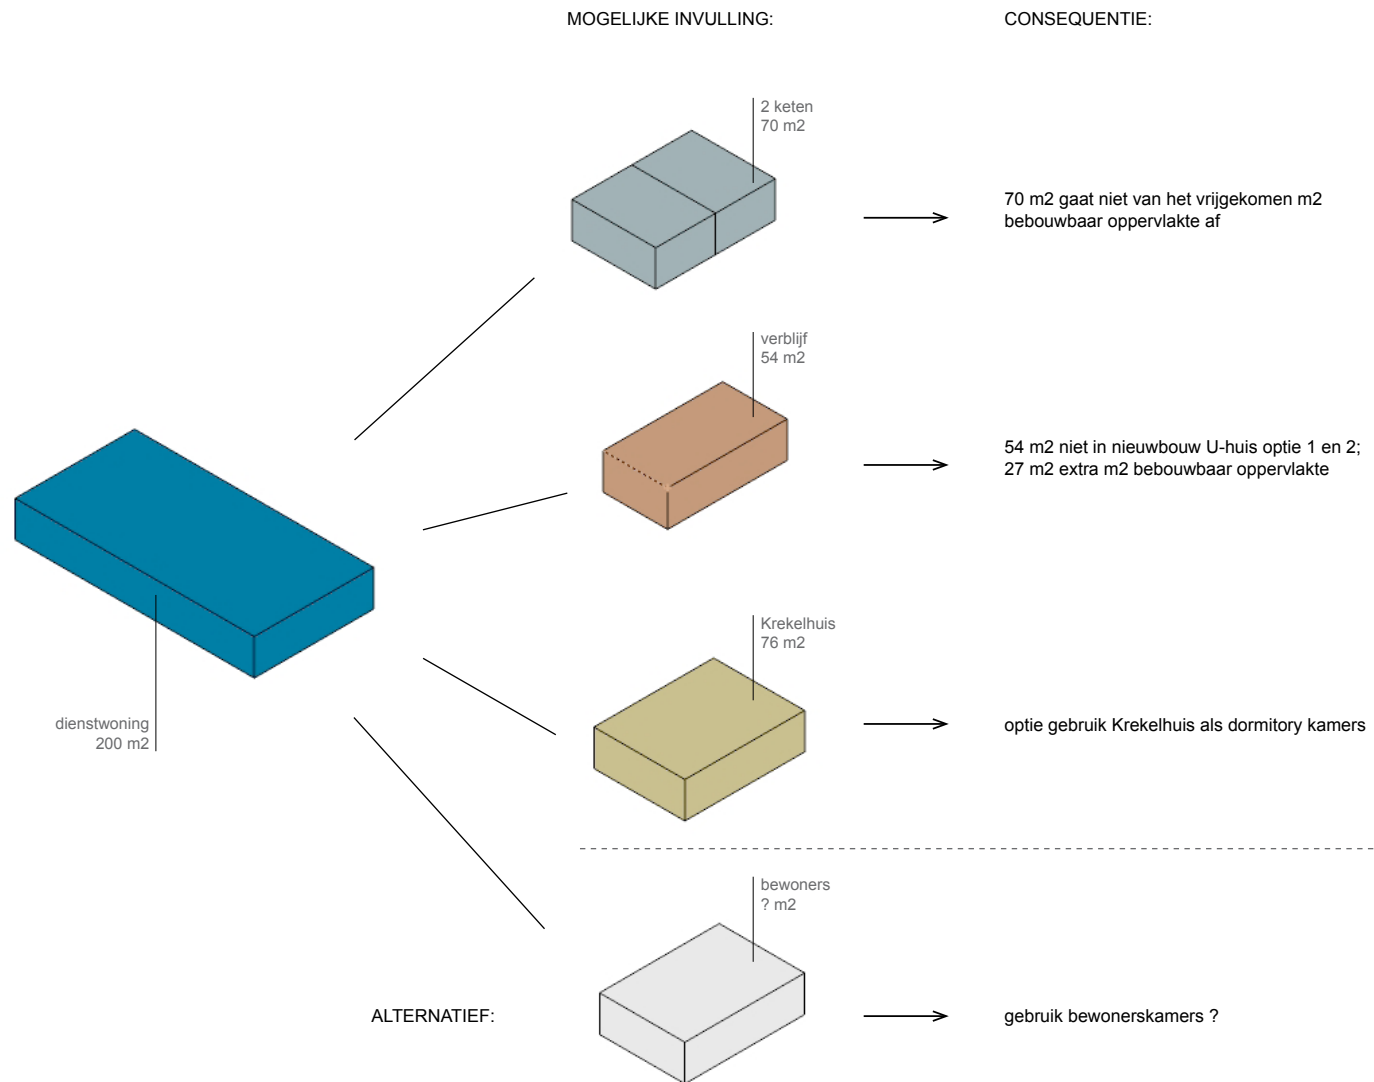 MOGELIJKE INVULLING:
CONSEQUENTIE:
2 keten
70 m2
70 m2 gaat niet van het vrijgekomen m2
bebouwbaar oppervlakte af
verblijf
54 m2
54 m2 niet in nieuwbouw U-huis optie 1 en 2;
27 m2 extra m2 bebouwbaar oppervlakte
Krekelhuis
76 m2
optie gebruik Krekelhuis als dormitory kamers
dienstwoning
200 m2
bewoners
? m2
ALTERNATIEF:
gebruik bewonerskamers ?